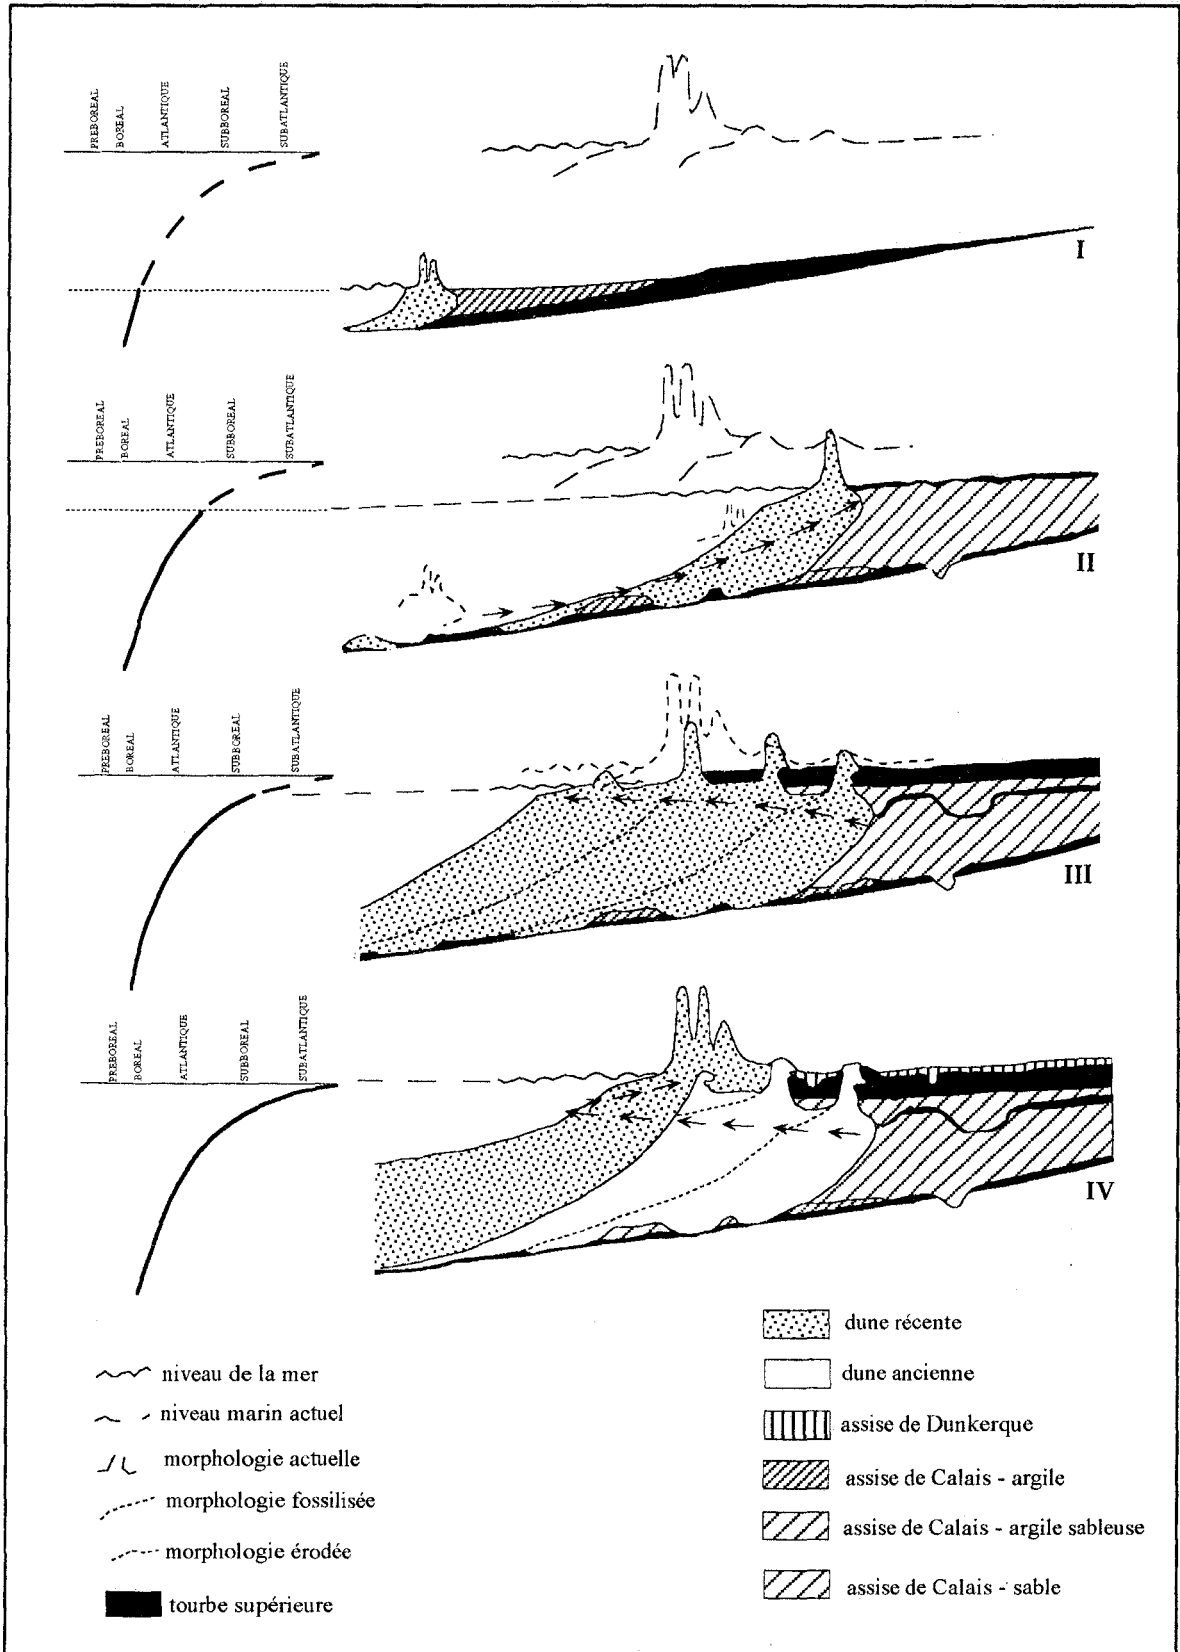 PREBOREAL
BOREAL
ATLANTIQUE
SUBBOREAL
SUBATLANTIQUE
I
PREBOREAL
BOREAL
ATLANTIQUE
SUBBOREAL
SUBATLANTIQUE
II
PREBOREAL
BOREAL
ATLANTIQUE
SUBBOREAL
SUBATLANTIQUE
III
PREBOREAL
BOREAL
ATLANTIQUE
SUBBOREAL
SUBATLANTIQUE
IV
niveau de la mer
niveau marin actuel
morphologie actuelle
morphologie fossilisée
morphologie érodée
tourbe supérieure
dune récente
dune ancienne
assise de Dunkerque
assise de Calais - argile
assise de Calais - argile sableuse
assise de Calais - sable